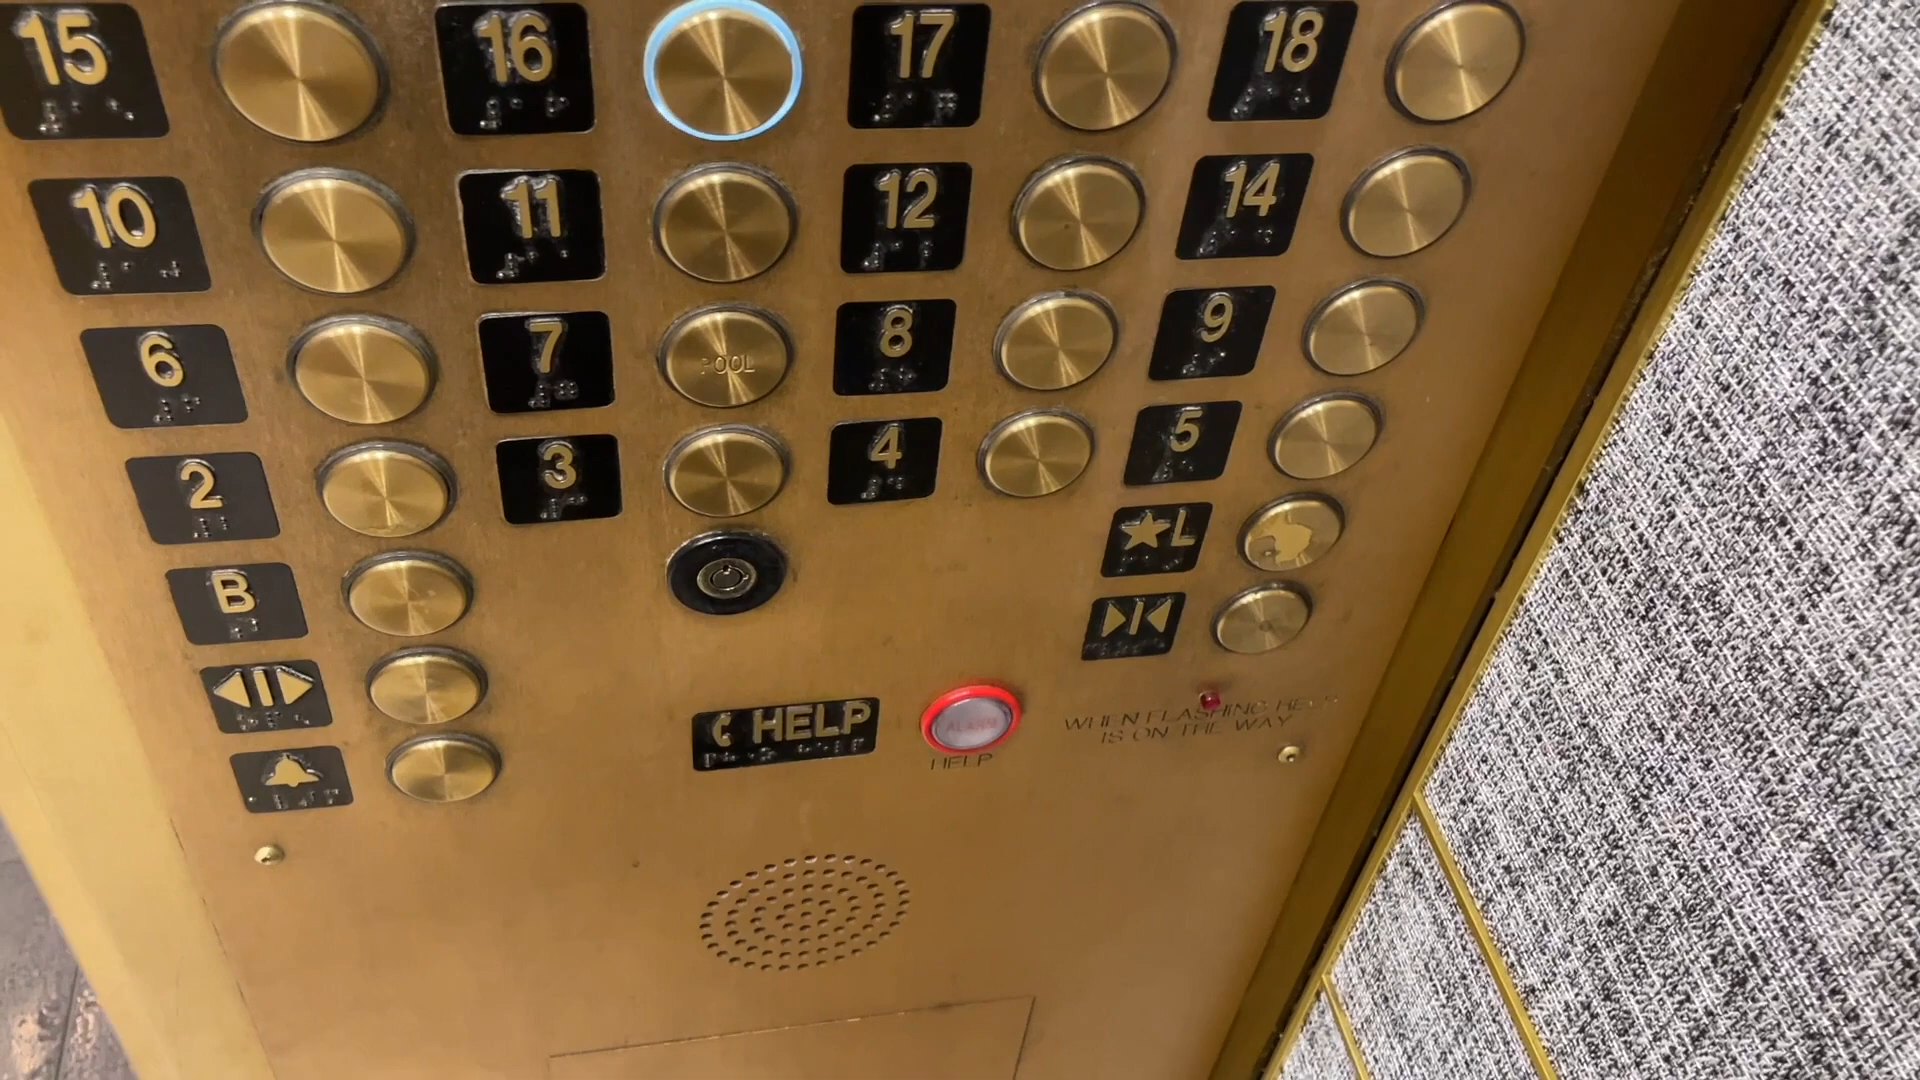 15 16 17 18
10 11 12 14
6 7 POOL 8 9
2 3 4 5
B ★L
HELP ALARM
HELP
WHEN FLASHING HELP
IS ON THE WAY